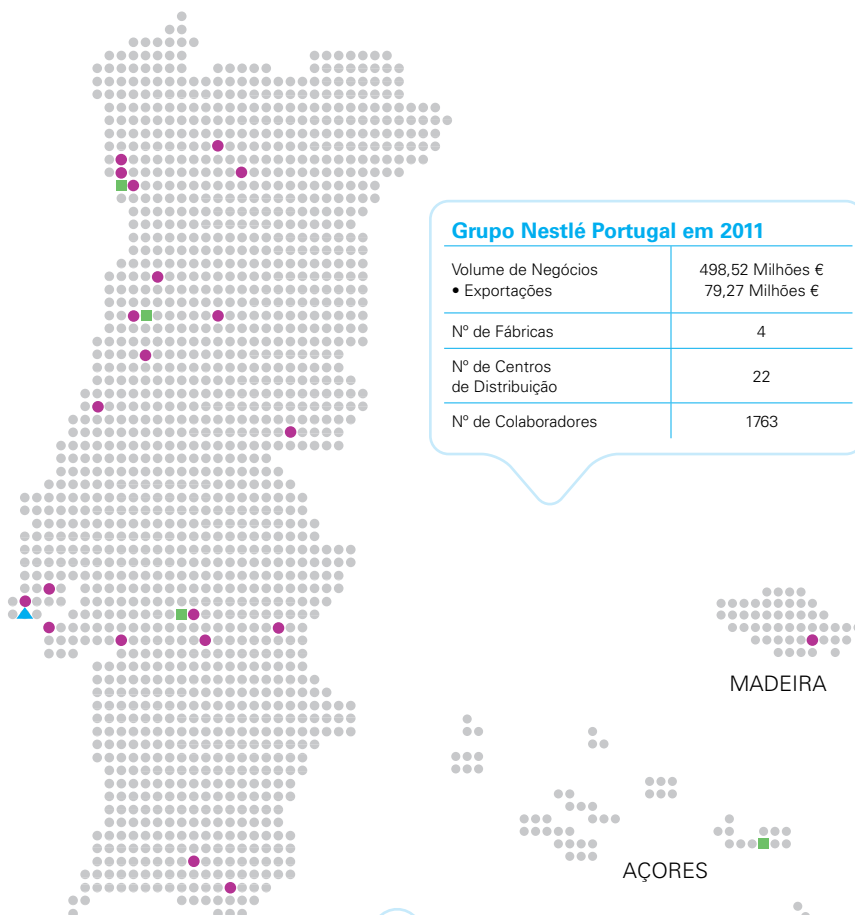 Grupo Nestlé Portugal em 2011
Volume de Negócios 498,52 Milhões €
• Exportações 79,27 Milhões €
Nº de Fábricas 4
Nº de Centros
de Distribuição 22
Nº de Colaboradores 1763
MADEIRA
AÇORES